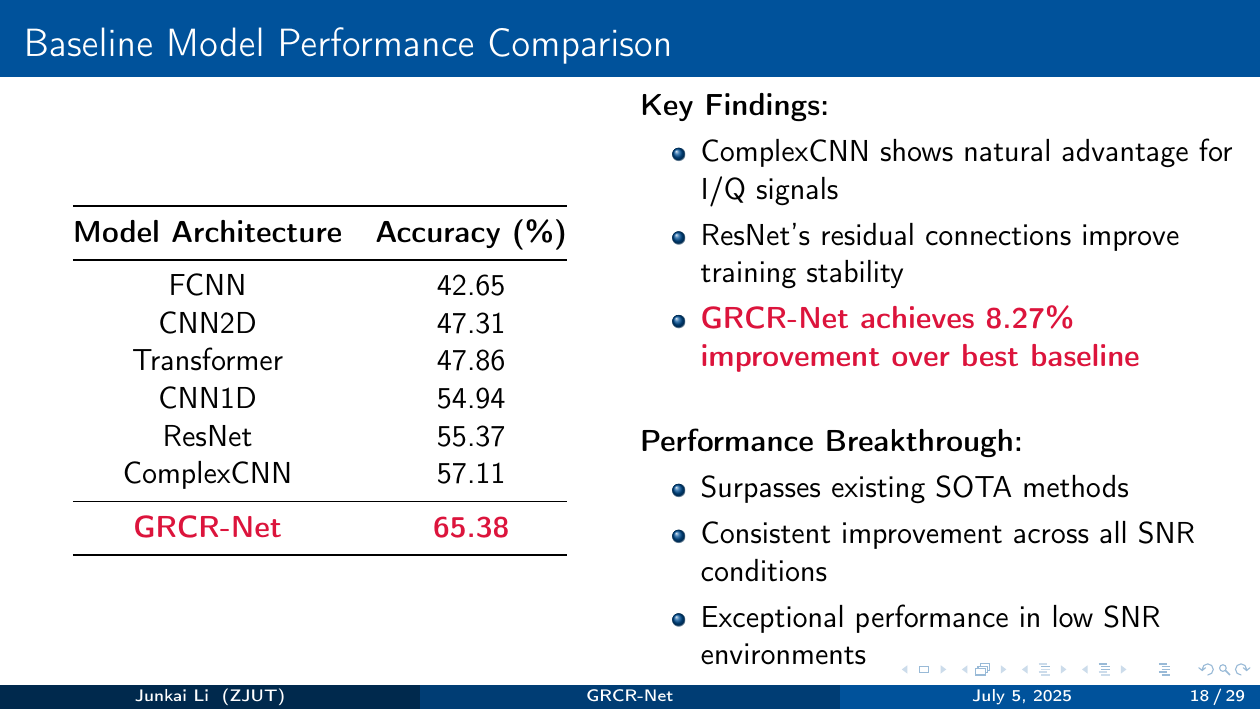 Baseline Model Performance Comparison
Model Architecture Accuracy (%)
FCNN 42.65
CNN2D 47.31
Transformer 47.86
CNN1D 54.94
ResNet 55.37
ComplexCNN 57.11
GRCR-Net 65.38
Key Findings:
ComplexCNN shows natural advantage for
I/Q signals
ResNet's residual connections improve
training stability
GRCR-Net achieves 8.27%
improvement over best baseline
Performance Breakthrough:
Surpasses existing SOTA methods
Consistent improvement across all SNR
conditions
Exceptional performance in low SNR
environments
Junkai Li (ZJUT) GRCR-Net July 5, 2025 18 / 29